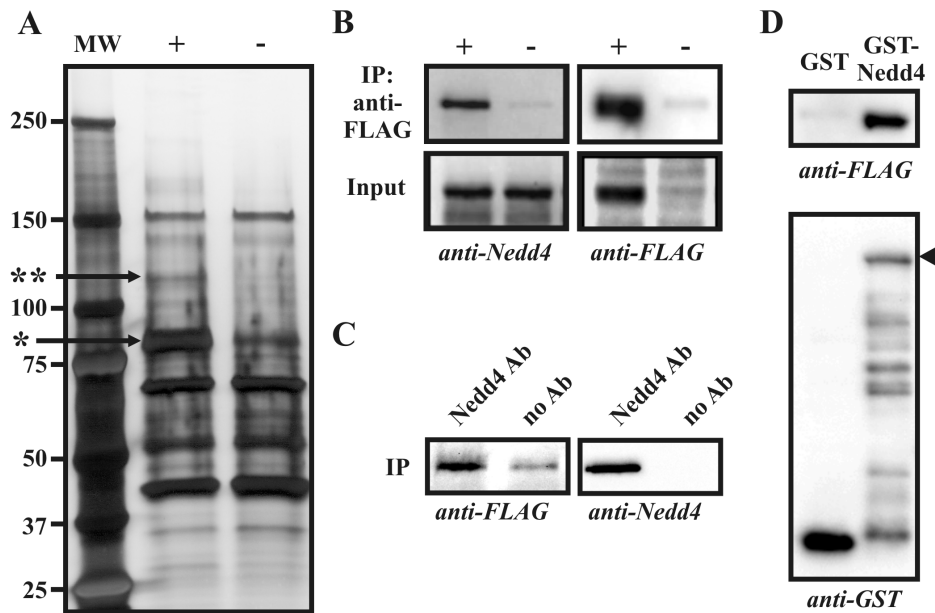 A
MW + -
250
150
**
100
*
75
50
37
25
B
+ - + -
IP:
anti-
FLAG
Input
anti-Nedd4 anti-FLAG
C
Nedd4 Ab no Ab Nedd4 Ab no Ab
IP
anti-FLAG anti-Nedd4
D
GST GST-
Nedd4
anti-FLAG
anti-GST